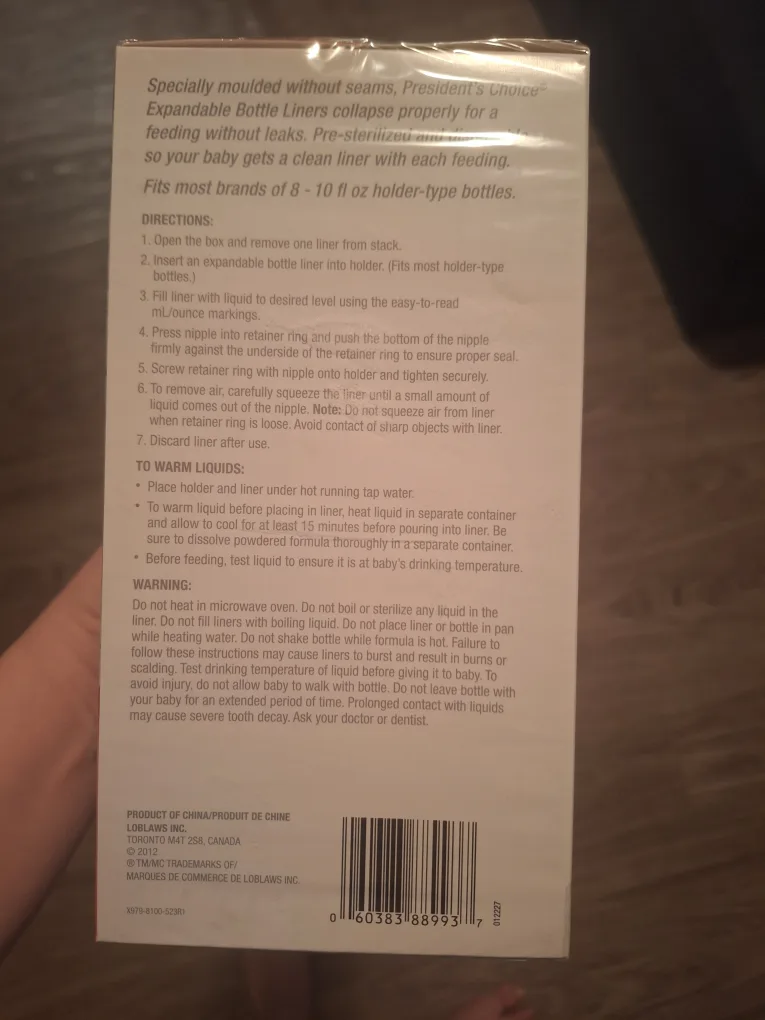 Specially moulded without seams, President's Choice®
Expandable Bottle Liners collapse properly for a
feeding without leaks. Pre-sterilized and
so your baby gets a clean liner with each feeding.
Fits most brands of 8 - 10 fl oz holder-type bottles.
DIRECTIONS:
1. Open the box and remove one liner from stack.
2. Insert an expandable bottle liner into holder. (Fits most holder-type
bottles.)
3. Fill liner with liquid to desired level using the easy-to-read
mL/ounce markings.
4. Press nipple into retainer ring and push the bottom of the nipple
firmly against the underside of the retainer ring to ensure proper seal.
5. Screw retainer ring with nipple onto holder and tighten securely.
6. To remove air, carefully squeeze the liner until a small amount of
liquid comes out of the nipple. Note: Do not squeeze air from liner
when retainer ring is loose. Avoid contact of sharp objects with liner.
7. Discard liner after use.
TO WARM LIQUIDS:
• Place holder and liner under hot running tap water.
• To warm liquid before placing in liner, heat liquid in separate container
and allow to cool for at least 15 minutes before pouring into liner. Be
sure to dissolve powdered formula thoroughly in a separate container.
• Before feeding, test liquid to ensure it is at baby's drinking temperature.
WARNING:
Do not heat in microwave oven. Do not boil or sterilize any liquid in the
liner. Do not fill liners with boiling liquid. Do not place liner or bottle in pan
while heating water. Do not shake bottle while formula is hot. Failure to
follow these instructions may cause liners to burst and result in burns or
scalding. Test drinking temperature of liquid before giving it to baby. To
avoid injury, do not allow baby to walk with bottle. Do not leave bottle with
your baby for an extended period of time. Prolonged contact with liquids
may cause severe tooth decay. Ask your doctor or dentist.
PRODUCT OF CHINA/PRODUIT DE CHINE
LOBLAWS INC.
TORONTO M4T 2S8, CANADA
© 2012
® TM/MC TRADEMARKS OF/
MARQUES DE COMMERCE DE LOBLAWS INC.
X979-8100-523R1
0 60383 88993 7
012227